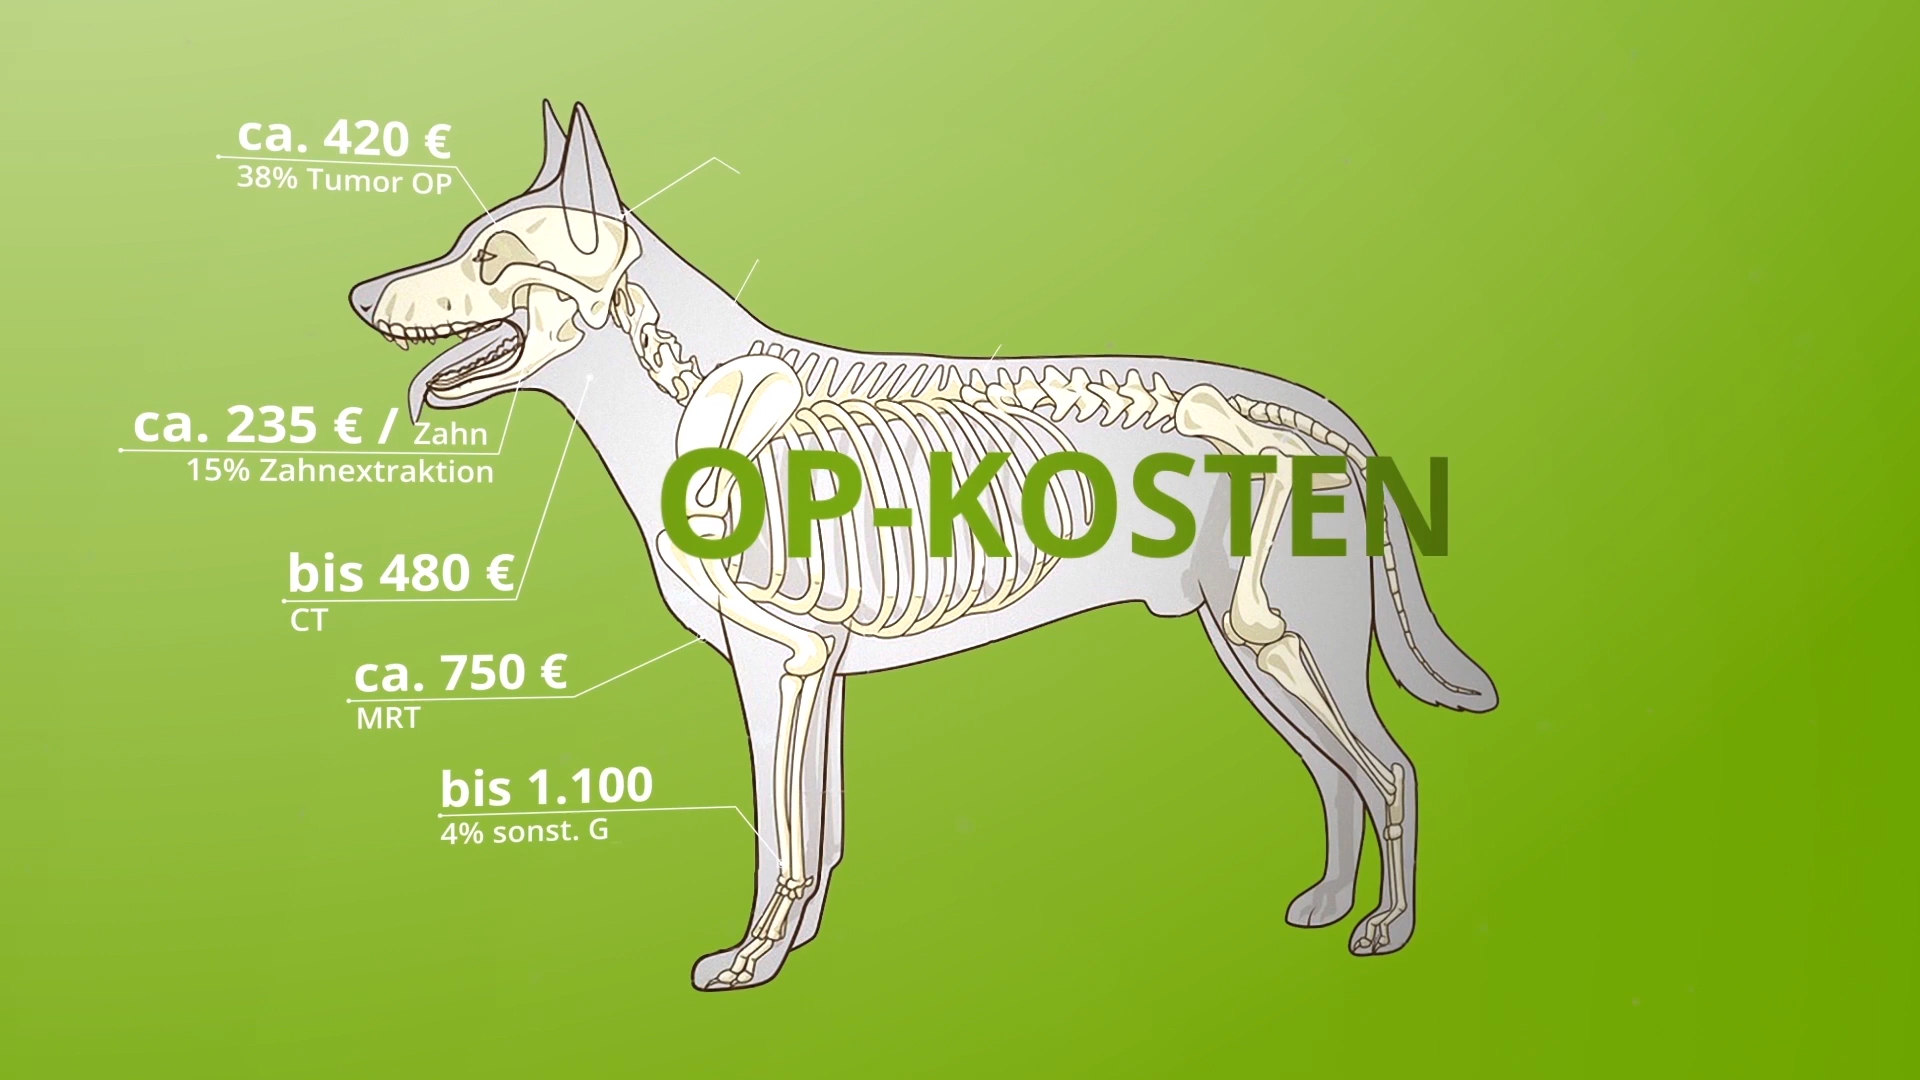 ca. 420 €
38% Tumor OP
ca. 235 € / Zahn
15% Zahnextraktion
OP-KOSTEN
bis 480 €
CT
ca. 750 €
MRT
bis 1.100
4% sonst. G